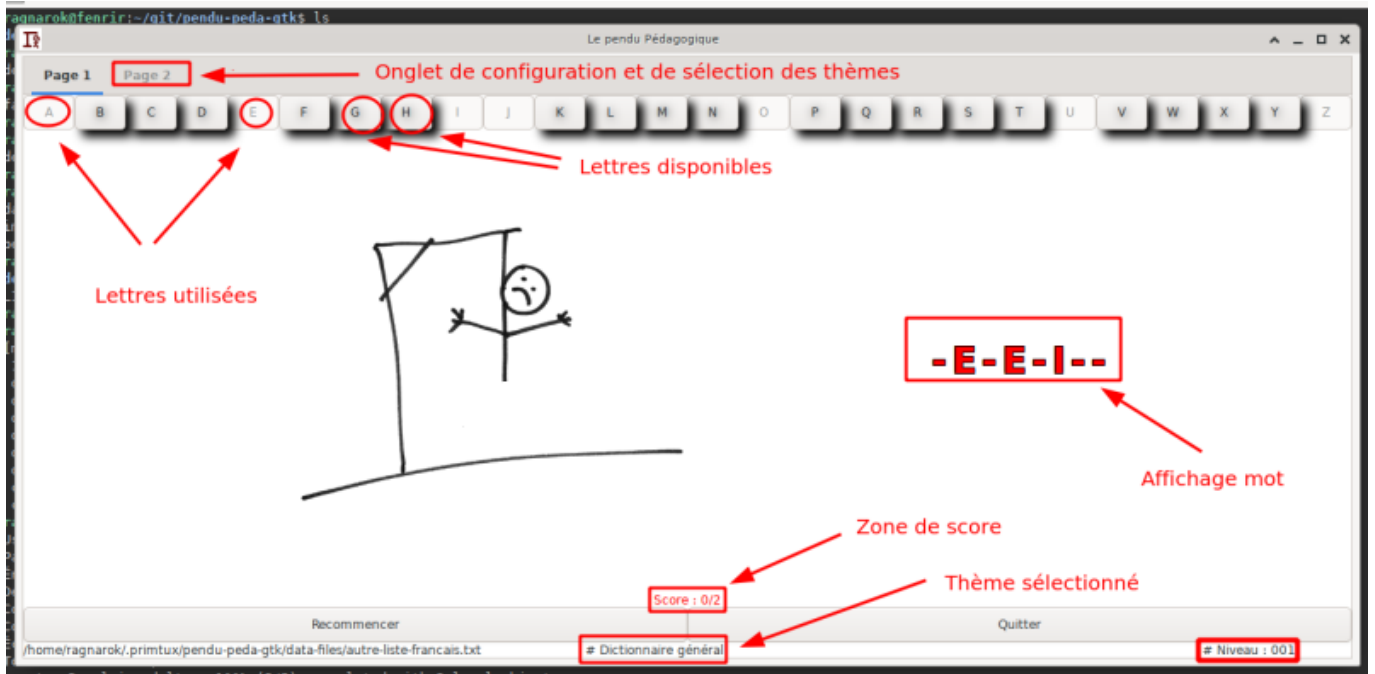 ragnarok@fenrir:~/git/pendu-peda-gtk$ ls
Le pendu Pédagogique
Page 1 Page 2 Onglet de configuration et de sélection des thèmes
A B C D E F G H I J K L M N O P Q R S T U V W X Y Z
Lettres disponibles
Lettres utilisées
-E-E-I--
Affichage mot
Zone de score
Thème sélectionné
Score : 0/2
Recommencer Quitter
/home/ragnarok/.primtux/pendu-peda-gtk/data-files/autre-liste-francais.txt # Dictionnaire général # Niveau : 001